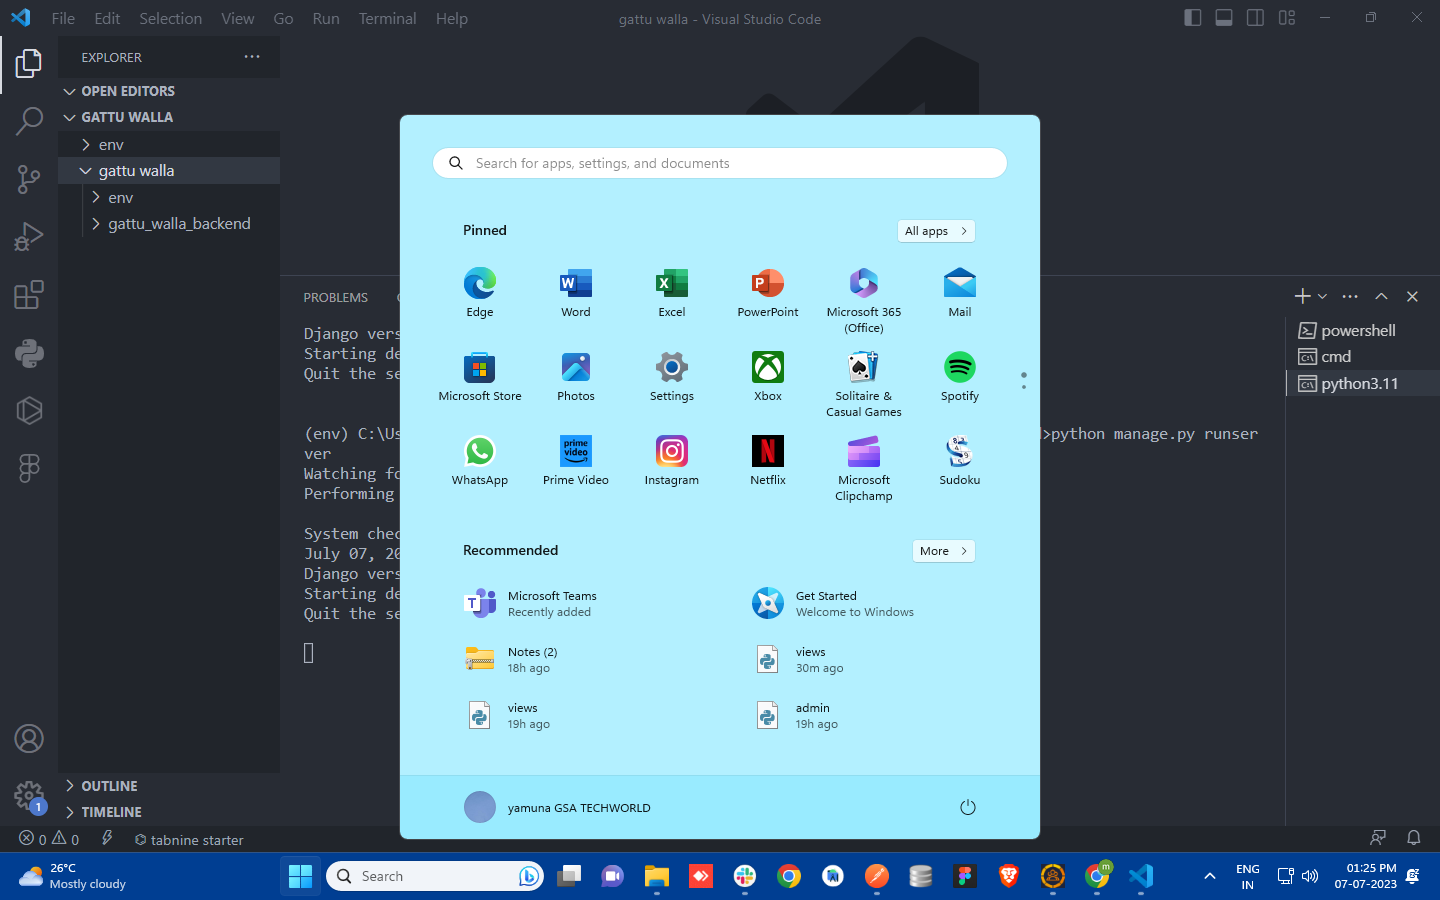 File Edit Selection View Go Run Terminal Help
gattu walla - Visual Studio Code
EXPLORER
OPEN EDITORS
GATTU WALLA
env
gattu walla
env
gattu_walla_backend
OUTLINE
TIMELINE
PROBLEMS
Django vers
Starting de
Quit the se
(env) C:\Us
>python manage.py runser
ver
Watching fo
Performing
System chec
July 07, 20
Django vers
Starting de
Quit the se
powershell
cmd
python3.11
Search for apps, settings, and documents
Pinned
All apps
Edge
Word
Excel
PowerPoint
Microsoft 365
(Office)
Mail
Microsoft Store
Photos
Settings
Xbox
Solitaire &
Casual Games
Spotify
WhatsApp
prime
video
Prime Video
Instagram
Netflix
Microsoft
Clipchamp
Sudoku
Recommended
More
Microsoft Teams
Recently added
Get Started
Welcome to Windows
Notes (2)
18h ago
views
30m ago
views
19h ago
admin
19h ago
yamuna GSA TECHWORLD
1
0 0 tabnine starter
26°C
Mostly cloudy
Search
m
ENG
IN
01:25 PM
07-07-2023